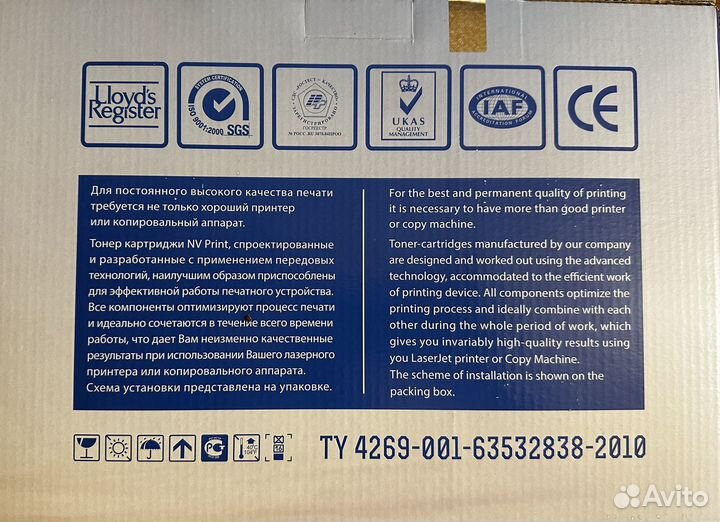 Lloyd's
Register
SYSTEM CERTIFICATION
ISO 9001:2000 SGS
ЗАРЕГИСТРИРОВАНО
ГОСРЕЕСТР
UKAS
QUALITY
MANAGEMENT
INTERNATIONAL
IAF
ACCREDITATION FORUM
CE
Для постоянного высокого качества печати
требуется не только хороший принтер
или копировальный аппарат.
Тонер картриджи NV Print, спроектированные
и разработанные с применением передовых
технологий, наилучшим образом приспособлены
для эффективной работы печатного устройства.
Все компоненты оптимизируют процесс печати
и идеально сочетаются в течение всего времени
работы, что дает Вам неизменно качественные
результаты при использовании Вашего лазерного
принтера или копировального аппарата.
Схема установки представлена на упаковке.
For the best and permanent quality of printing
it is necessary to have more than good printer
or copy machine.
Toner-cartridges manufactured by our company
are designed and worked out using the advanced
technology, accommodated to the efficient work
of printing device. All components optimize the
printing process and ideally combine with each
other during the whole period of work, which
gives you invariably high-quality results using
you LaserJet printer or Copy Machine.
The scheme of installation is shown on the
packing box.
40°C
104°F
ТУ 4269-001-63532838-2010
Avito